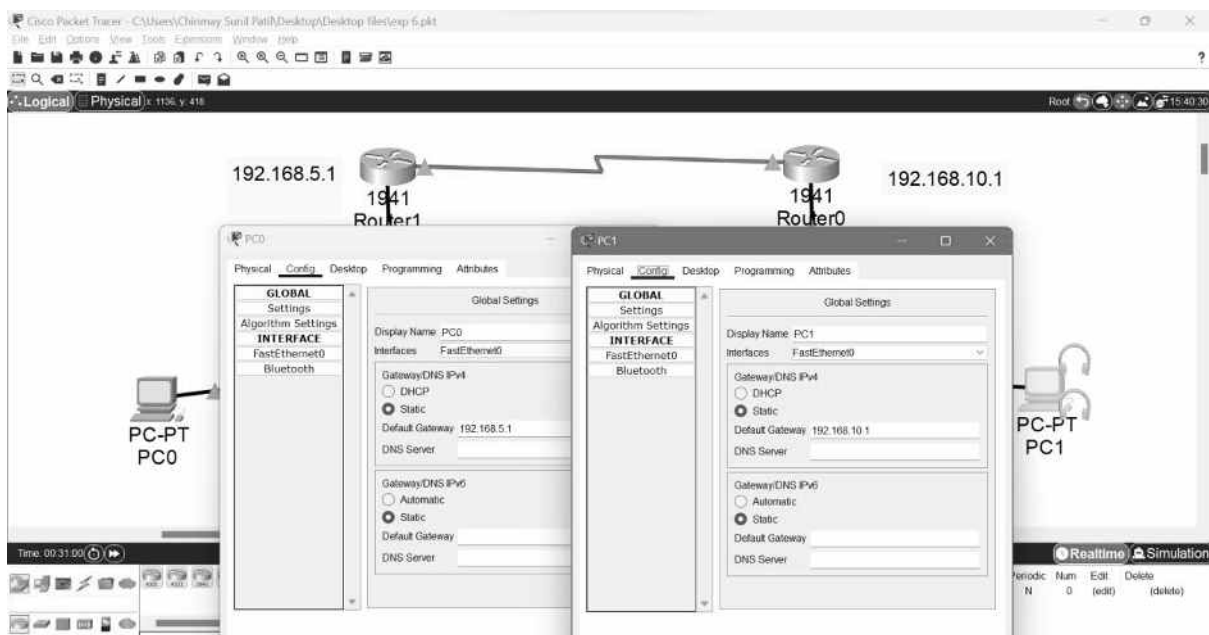 Cisco Packet Tracer - C:\Users\Chinmay Sunil Patil\Desktop\Desktop files\exp 6.pkt
File Edit Options View Tools Extensions Window Help
?
Logical Physical x: 1136, y: 418 Root 15:40:30
192.168.5.1
192.168.10.1
1941
Router1
1941
Router0
PC-PT
PC0
PC-PT
PC1
PC0
Physical Config Desktop Programming Attributes
GLOBAL
Settings
Algorithm Settings
INTERFACE
FastEthernet0
Bluetooth
Global Settings
Display Name PC0
Interfaces FastEthernet0
Gateway/DNS IPv4
DHCP
Static
Default Gateway 192.168.5.1
DNS Server
Gateway/DNS IPv6
Automatic
Static
Default Gateway
DNS Server
PC1
Physical Config Desktop Programming Attributes
GLOBAL
Settings
Algorithm Settings
INTERFACE
FastEthernet0
Bluetooth
Global Settings
Display Name PC1
Interfaces FastEthernet0
Gateway/DNS IPv4
DHCP
Static
Default Gateway 192.168.10.1
DNS Server
Gateway/DNS IPv6
Automatic
Static
Default Gateway
DNS Server
Time: 00:31:00
Realtime Simulation
Periodic Num Edit Delete
N 0 (edit) (delete)